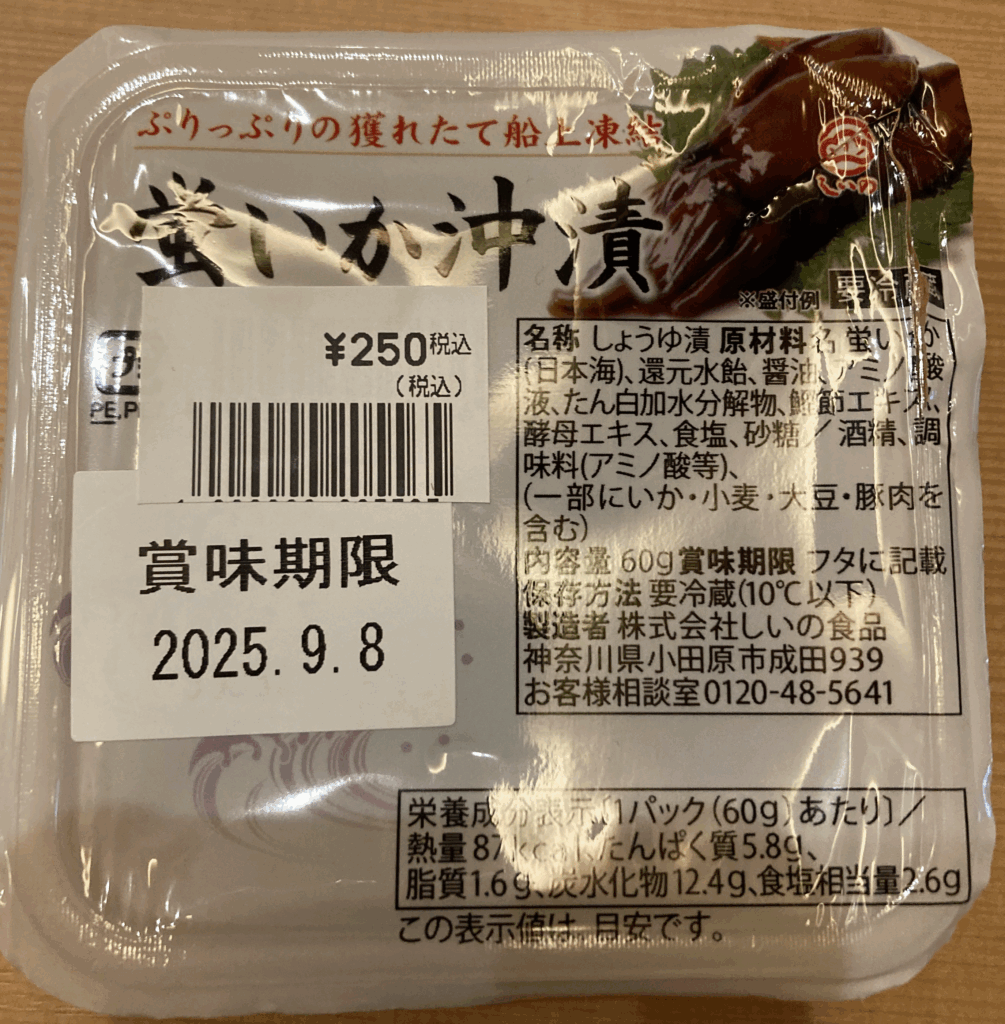 ぷりっぷりの獲れたて船上凍結
蛍いか沖漬
しいの
※盛付例 要冷蔵
¥250税込
(税込)
賞味期限
2025. 9. 8
プ
PE,P
名称 しょうゆ漬 原材料名 蛍いか
(日本海)、還元水飴、醤油、アミノ酸
液、たん白加水分解物、鰹節エキス、
酵母エキス、食塩、砂糖／酒精、調
味料(アミノ酸等)、
(一部にいか・小麦・大豆・豚肉を
含む)
内容量 60g 賞味期限 フタに記載
保存方法 要冷蔵(10℃以下)
製造者 株式会社しいの食品
神奈川県小田原市成田939
お客様相談室0120-48-5641
栄養成分表示〔1パック(60g)あたり〕／
熱量87kcal、たんぱく質5.8g、
脂質1.6g、炭水化物12.4g、食塩相当量2.6g
この表示値は、目安です。